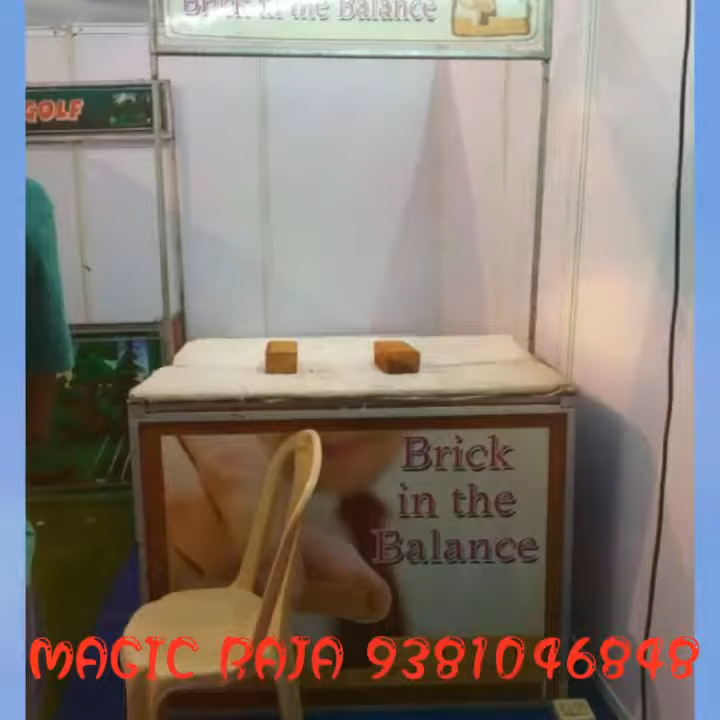 Brick in the Balance
GOLF
Brick
in the
Balance
MAGIC RAJA 9381046848